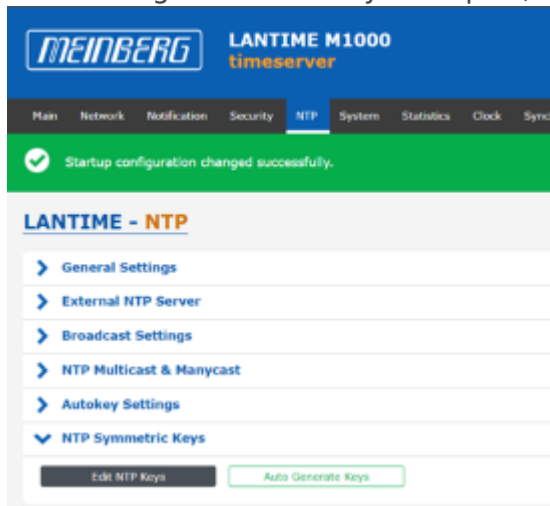 MEINBERG
LANTIME M1000
timeserver
Main Network Notification Security NTP System Statistics Clock Sync
Startup configuration changed successfully.
LANTIME - NTP
General Settings
External NTP Server
Broadcast Settings
NTP Multicast & Manycast
Autokey Settings
NTP Symmetric Keys
Edit NTP Keys Auto Generate Keys